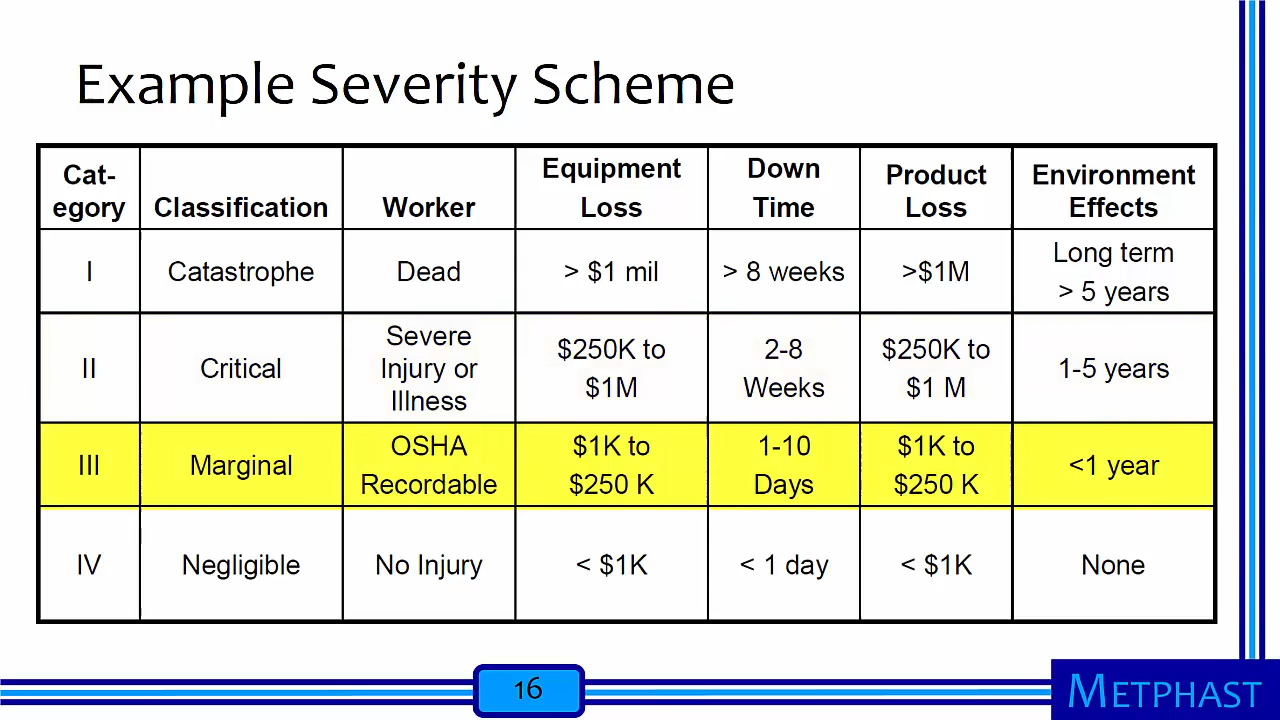 Example Severity Scheme
Cat-
egory
Classification
Worker
Equipment
Loss
Down
Time
Product
Loss
Environment
Effects
I
Catastrophe
Dead
> $1 mil
> 8 weeks
>$1M
Long term
> 5 years
II
Critical
Severe
Injury or
Illness
$250K to
$1M
2-8
Weeks
$250K to
$1 M
1-5 years
III
Marginal
OSHA
Recordable
$1K to
$250 K
1-10
Days
$1K to
$250 K
<1 year
IV
Negligible
No Injury
< $1K
< 1 day
< $1K
None
16
METPHAST